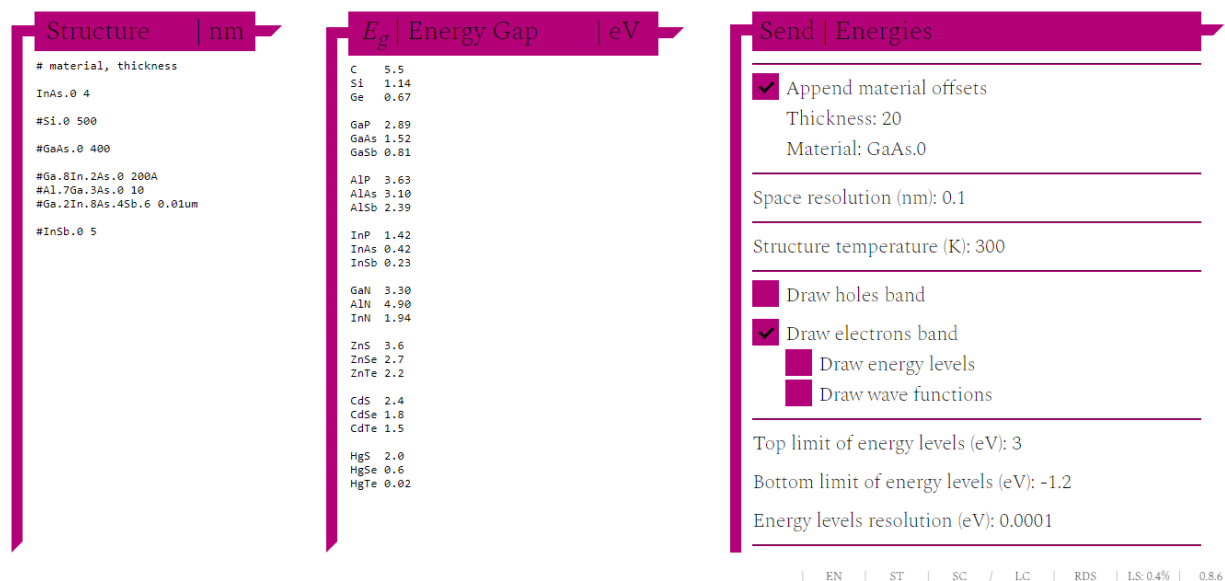 Structure | nm
# material, thickness
InAs.0 4
#Si.0 500
#GaAs.0 400
#Ga.8In.2As.0 200A
#Al.7Ga.3As.0 10
#Ga.2In.8As.4Sb.6 0.01um
#InSb.0 5
Eg | Energy Gap | eV
C 5.5
Si 1.14
Ge 0.67
GaP 2.89
GaAs 1.52
GaSb 0.81
AlP 3.63
AlAs 3.10
AlSb 2.39
InP 1.42
InAs 0.42
InSb 0.23
GaN 3.30
AlN 4.90
InN 1.94
ZnS 3.6
ZnSe 2.7
ZnTe 2.2
CdS 2.4
CdSe 1.8
CdTe 1.5
HgS 2.0
HgSe 0.6
HgTe 0.02
Send | Energies
Append material offsets
Thickness: 20
Material: GaAs.0
Space resolution (nm): 0.1
Structure temperature (K): 300
Draw holes band
Draw electrons band
Draw energy levels
Draw wave functions
Top limit of energy levels (eV): 3
Bottom limit of energy levels (eV): -1.2
Energy levels resolution (eV): 0.0001
| EN | ST | SC / LC | RDS | LS: 0.4% | 0.8.6